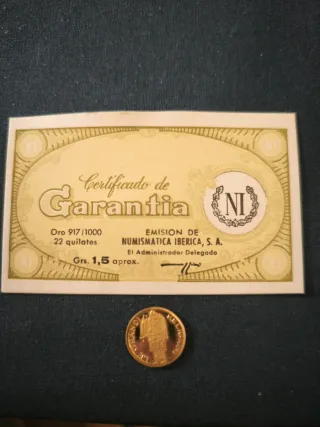 Certificado de
Garantia
NI
Oro 917/1000
22 quilates
EMISION DE
NUMISMATICA IBERICA, S. A.
El Administrador Delegado
Grs. 1,5 aprox.